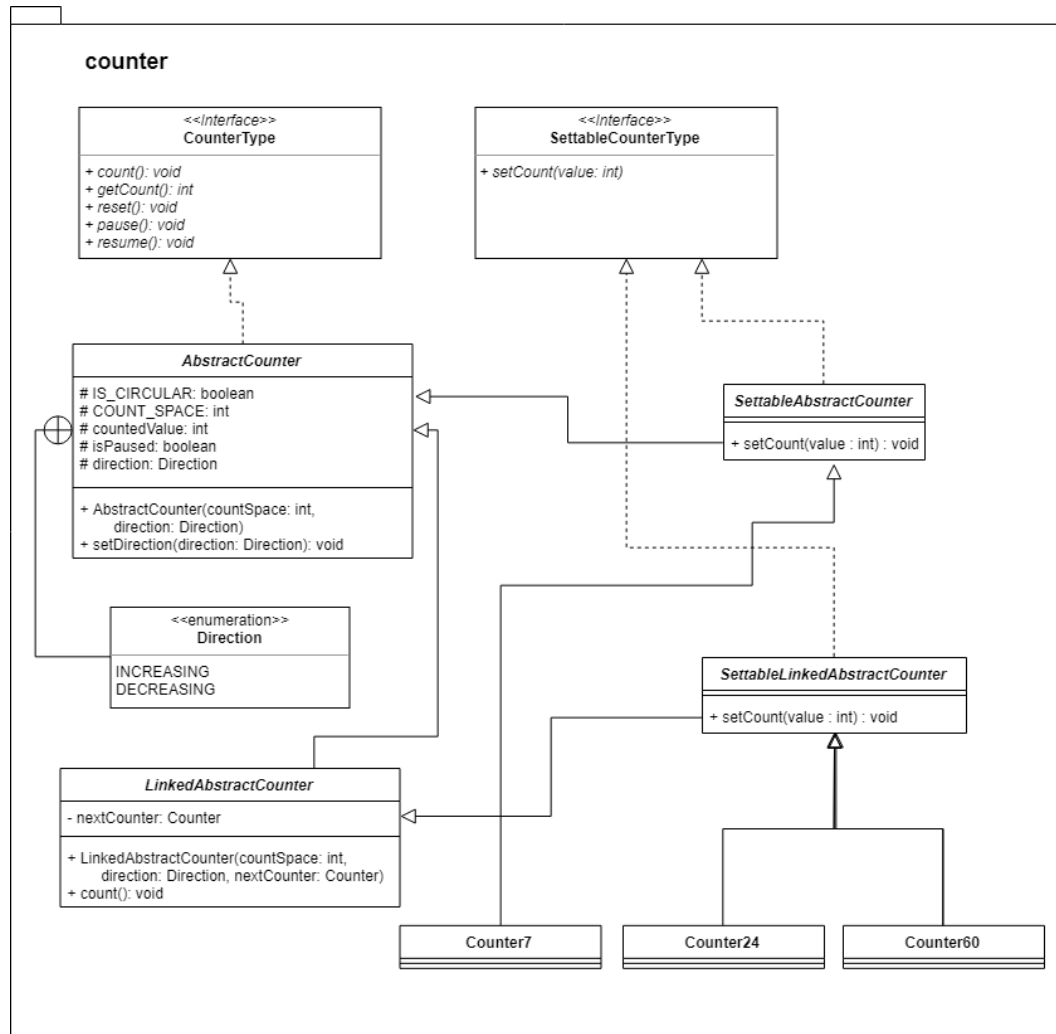 counter
<<Interface>>
CounterType
+ count(): void
+ getCount(): int
+ reset(): void
+ pause(): void
+ resume(): void
<<Interface>>
SettableCounterType
+ setCount(value: int)
AbstractCounter
# IS_CIRCULAR: boolean
# COUNT_SPACE: int
# countedValue: int
# isPaused: boolean
# direction: Direction
+ AbstractCounter(countSpace: int,
direction: Direction)
+ setDirection(direction: Direction): void
SettableAbstractCounter
+ setCount(value : int) : void
<<enumeration>>
Direction
INCREASING
DECREASING
SettableLinkedAbstractCounter
+ setCount(value : int) : void
LinkedAbstractCounter
- nextCounter: Counter
+ LinkedAbstractCounter(countSpace: int,
direction: Direction, nextCounter: Counter)
+ count(): void
Counter7
Counter24
Counter60